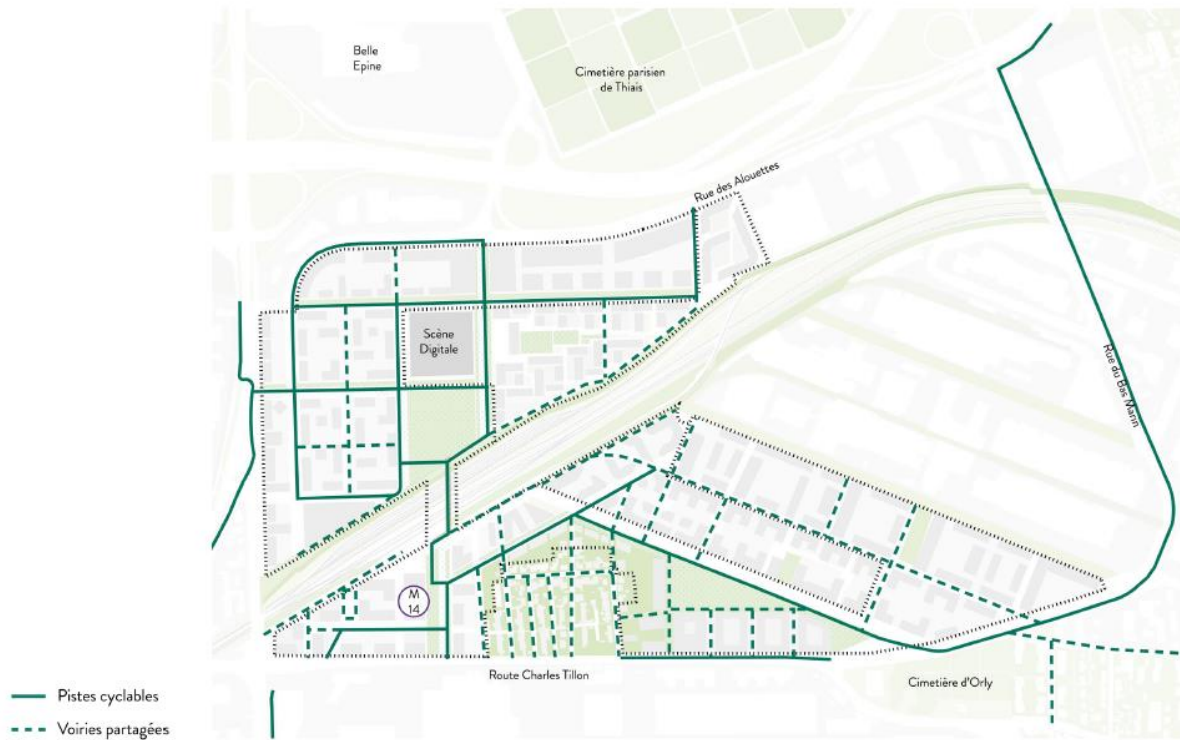 Belle
Epine
Cimetière parisien
de Thiais
Rue des Alouettes
Scène
Digitale
Rue du Bas Marin
M
14
Route Charles Tillon
Cimetière d'Orly
Pistes cyclables
Voiries partagées